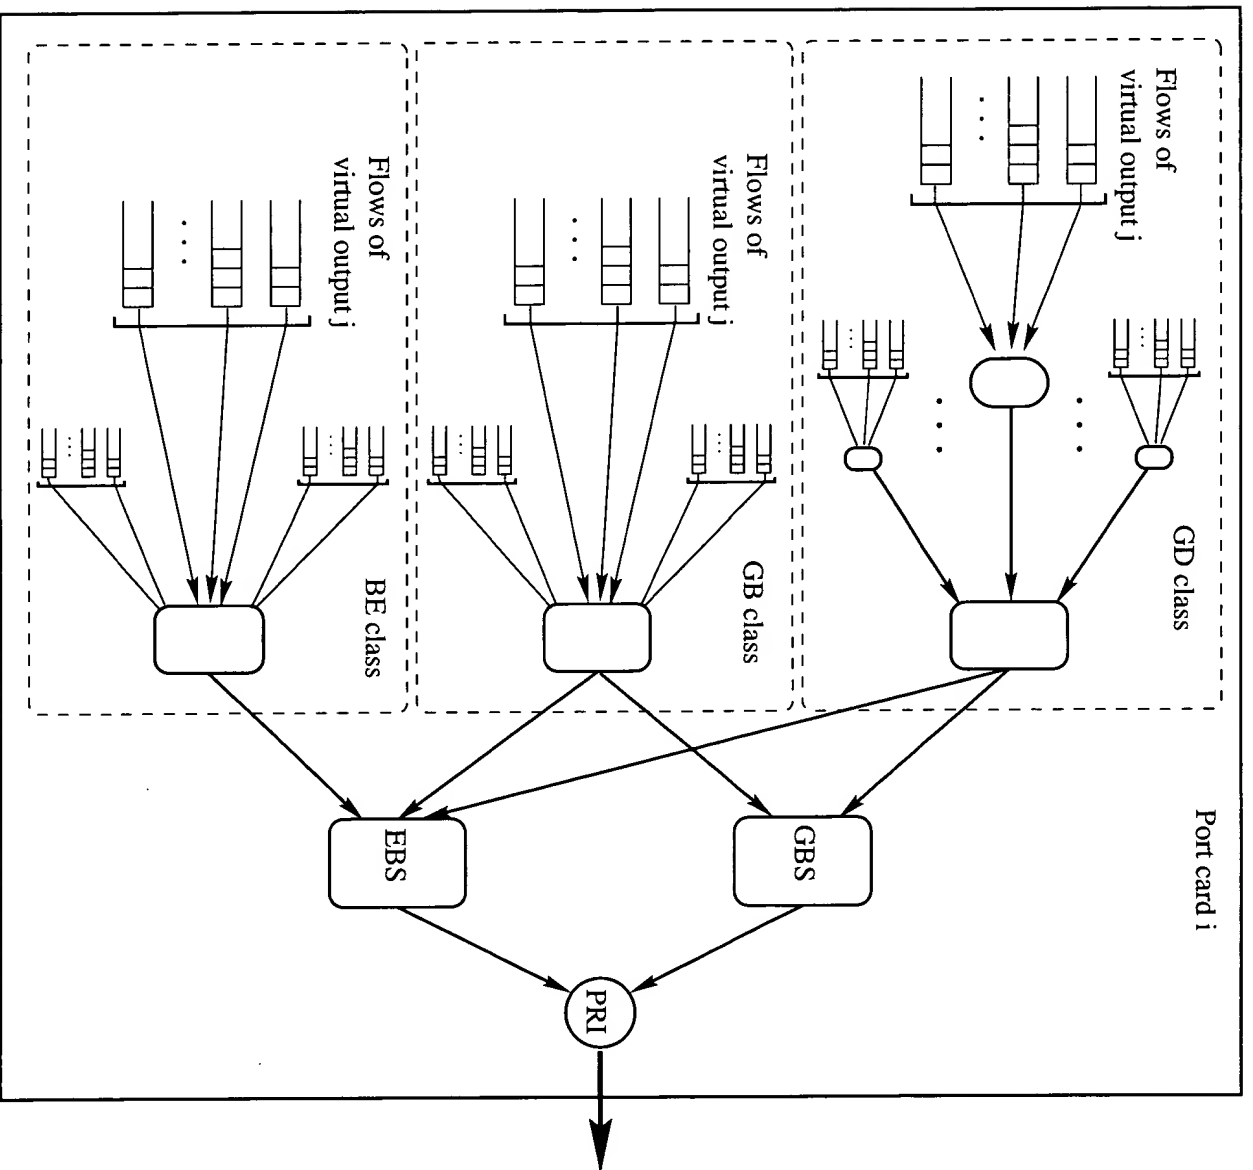 Port card i
Flows of
virtual output j
GD class
Flows of
virtual output j
GB class
Flows of
virtual output j
BE class
GBS
EBS
PRI